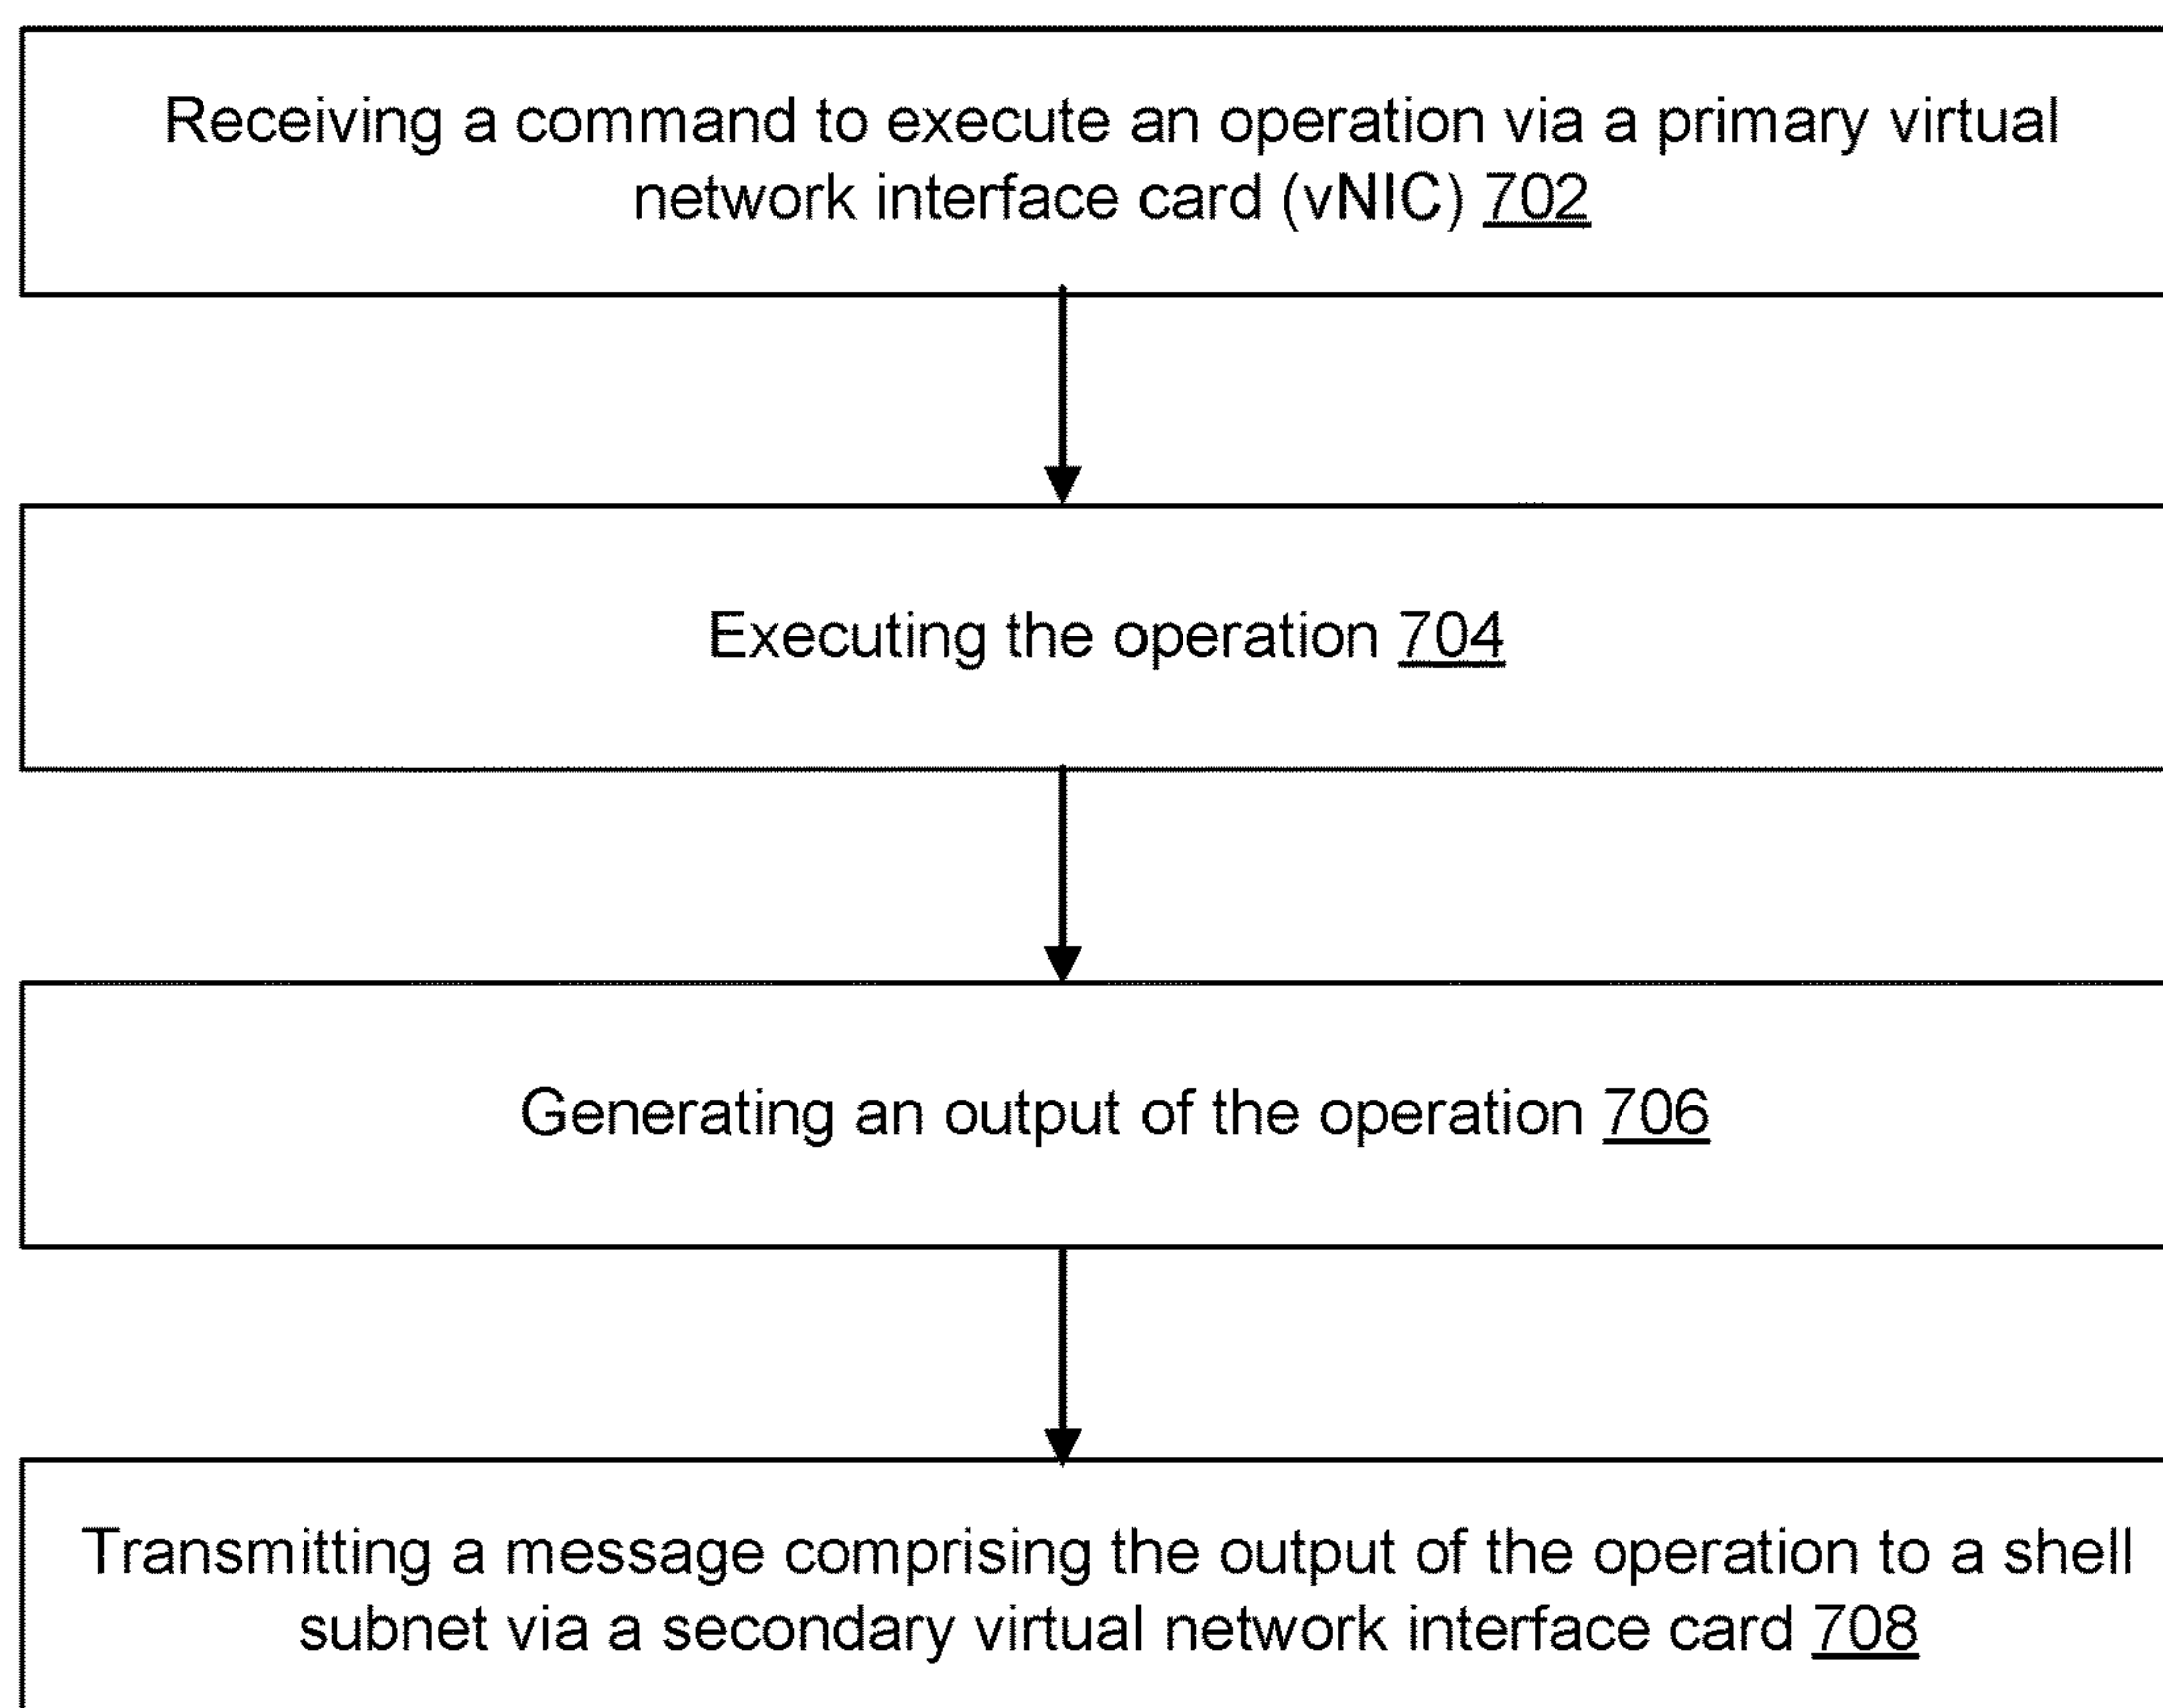 Receiving a command to execute an operation via a primary virtual
network interface card (vNIC) 702
Executing the operation 704
Generating an output of the operation 706
Transmitting a message comprising the output of the operation to a shell
subnet via a secondary virtual network interface card 708